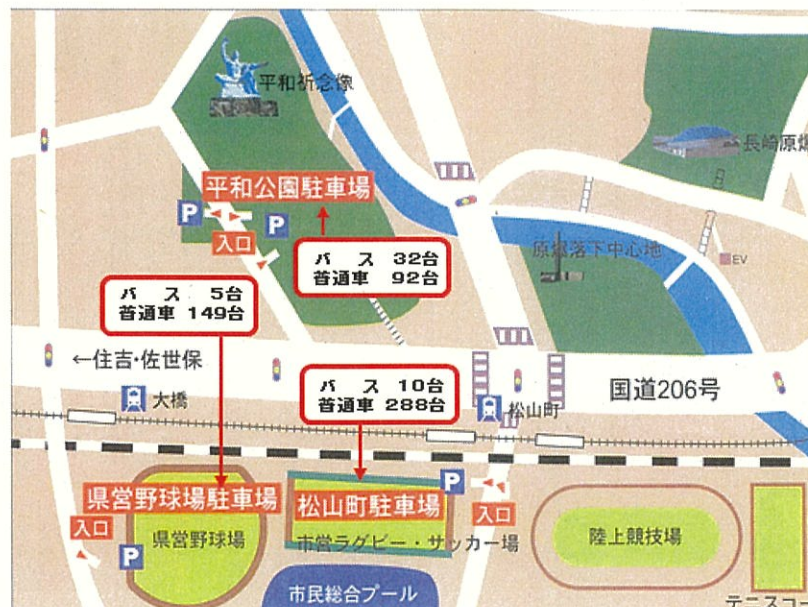 平和祈念像
長崎原爆
平和公園駐車場
P
P
入口
バス 32台
普通車 92台
原爆落下中心地
EV
バス 5台
普通車 149台
←住吉・佐世保
バス 10台
普通車 288台
国道206号
大橋
松山町
県営野球場駐車場
松山町駐車場
P
入口
入口
P
県営野球場
市営ラグビー・サッカー場
陸上競技場
市民総合プール
テニスコー